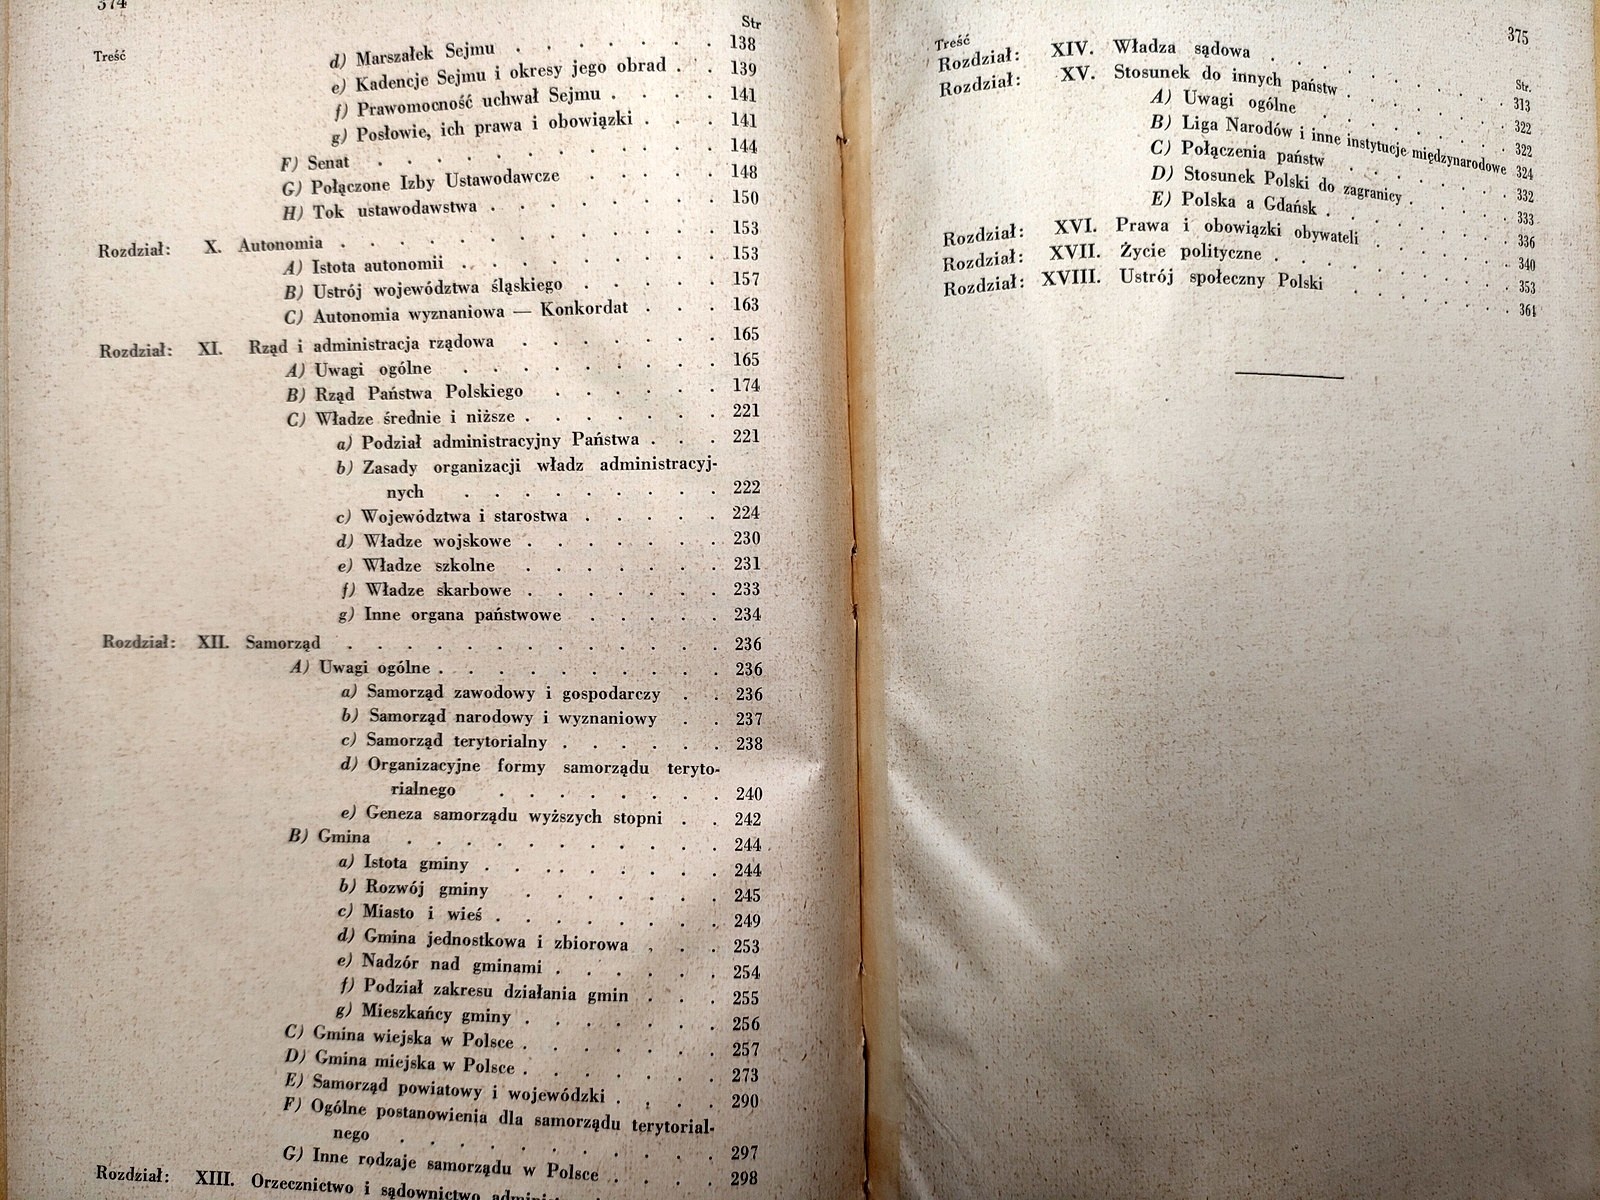 374
Str
Treść
d) Marszałek Sejmu . . . . . . . 138
e) Kadencje Sejmu i okresy jego obrad . . . 139
f) Prawomocność uchwał Sejmu . . . . 141
g) Posłowie, ich prawa i obowiązki . . . 141
F) Senat . . . . . . . . . . . 144
G) Połączone Izby Ustawodawcze . . . . . 148
H) Tok ustawodawstwa . . . . . . . . 150
Rozdział: X. Autonomia . . . . . . . . . . . . 153
A) Istota autonomii . . . . . . . . . 153
B) Ustrój województwa śląskiego . . . . . 157
C) Autonomia wyznaniowa — Konkordat . . . 163
Rozdział: XI. Rząd i administracja rządowa . . . . . . . 165
A) Uwagi ogólne . . . . . . . . . 165
B) Rząd Państwa Polskiego . . . . . . 174
C) Władze średnie i niższe . . . . . . . 221
a) Podział administracyjny Państwa . . . 221
b) Zasady organizacji władz administracyj-
nych . . . . . . . . . 222
c) Województwa i starostwa . . . . . 224
d) Władze wojskowe . . . . . . . 230
e) Władze szkolne . . . . . . . 231
f) Władze skarbowe . . . . . . . 233
g) Inne organa państwowe . . . . . 234
Rozdział: XII. Samorząd . . . . . . . . . . . . . 236
A) Uwagi ogólne . . . . . . . . . . 236
a) Samorząd zawodowy i gospodarczy . . 236
b) Samorząd narodowy i wyznaniowy . . 237
c) Samorząd terytorialny . . . . . . 238
d) Organizacyjne formy samorządu teryto-
rialnego . . . . . . . . 240
e) Geneza samorządu wyższych stopni . . 242
B) Gmina . . . . . . . . . . . 244
a) Istota gminy . . . . . . . . 244
b) Rozwój gminy . . . . . . . 245
c) Miasto i wieś . . . . . . . . 249
d) Gmina jednostkowa i zbiorowa . . . 253
e) Nadzór nad gminami . . . . . . 254
f) Podział zakresu działania gmin . . . 255
g) Mieszkańcy gminy . . . . . . . 256
C) Gmina wiejska w Polsce . . . . . . . 257
D) Gmina miejska w Polsce . . . . . . . 273
E) Samorząd powiatowy i wojewódzki . . . . 290
F) Ogólne postanowienia dla samorządu terytorial-
nego . . . . . . . . . . . 297
G) Inne rodzaje samorządu w Polsce . . . . 298
Rozdział: XIII. Orzecznictwo i sądownictwo
Treść
375
Str.
Rozdział: XIV. Władza sądowa . . . . . . . . 313
Rozdział: XV. Stosunek do innych państw . . . . . . 322
A) Uwagi ogólne . . . . . . . . 322
B) Liga Narodów i inne instytucje międzynarodowe 324
C) Połączenia państw . . . . . . . . 332
D) Stosunek Polski do zagranicy . . . . . 333
E) Polska a Gdańsk . . . . . . . . 336
Rozdział: XVI. Prawa i obowiązki obywateli . . . . . . 340
Rozdział: XVII. Życie polityczne . . . . . . . . . 353
Rozdział: XVIII. Ustrój społeczny Polski . . . . . . . 361